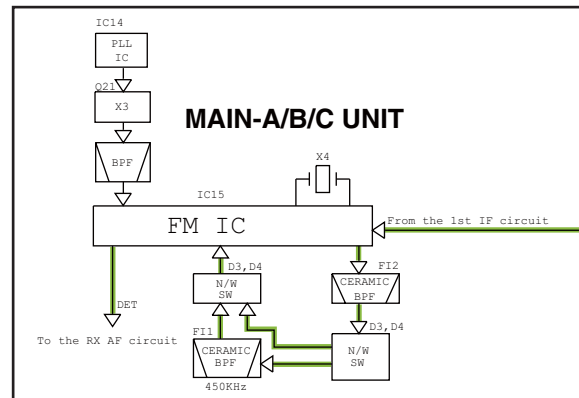 IC14
PLL
IC
Q21
X3
MAIN-A/B/C UNIT
BPF
X4
IC15
From the 1st IF circuit
FM IC
D3,D4
FI2
N/W
SW
CERAMIC
BPF
DET
D3,D4
To the RX AF circuit
FI1
CERAMIC
BPF
N/W
SW
450KHz